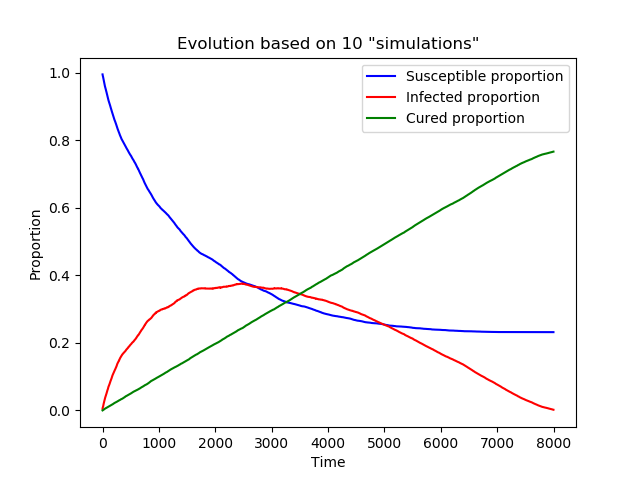 Evolution based on 10 "simulations"
Susceptible proportion
Infected proportion
Cured proportion
Proportion
1.0
0.8
0.6
0.4
0.2
0.0
0 1000 2000 3000 4000 5000 6000 7000 8000
Time